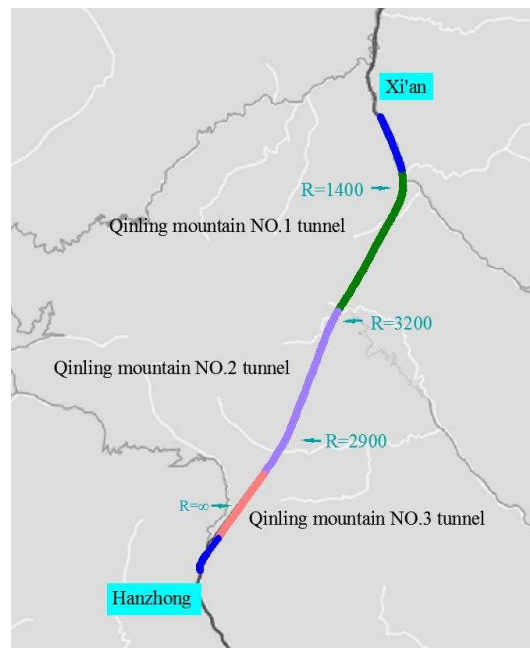 Xi'an
R=1400
Qinling mountain NO.1 tunnel
R=3200
Qinling mountain NO.2 tunnel
R=2900
R=∞
Qinling mountain NO.3 tunnel
Hanzhong